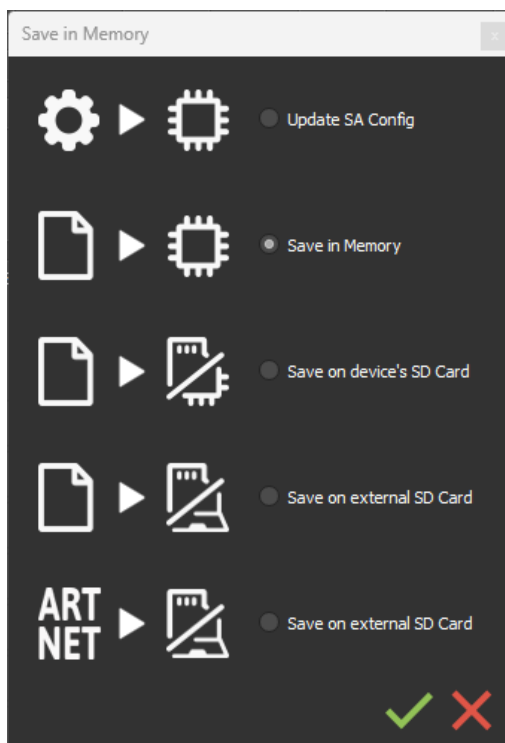 Save in Memory
x
Update SA Config
Save in Memory
Save on device's SD Card
Save on external SD Card
ART
NET
Save on external SD Card